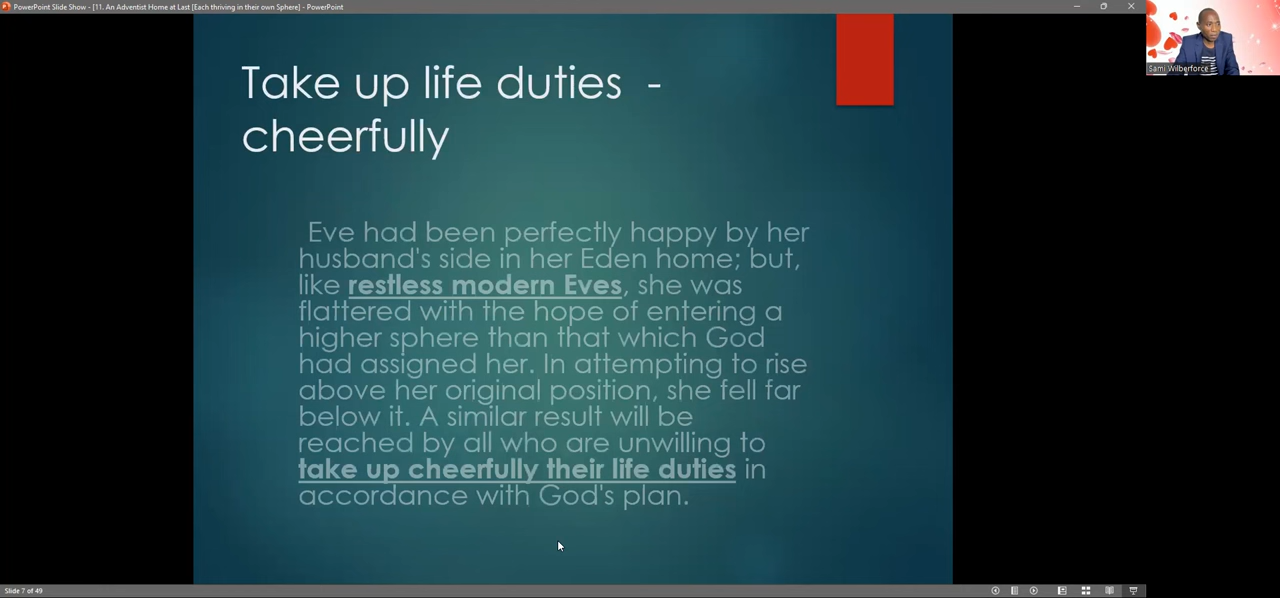 PowerPoint Slide Show - [11. An Adventist Home at Last [Each thriving in their own Sphere] - PowerPoint
Take up life duties -
cheerfully
Eve had been perfectly happy by her
husband's side in her Eden home; but,
like restless modern Eves, she was
flattered with the hope of entering a
higher sphere than that which God
had assigned her. In attempting to rise
above her original position, she fell far
below it. A similar result will be
reached by all who are unwilling to
take up cheerfully their life duties in
accordance with God's plan.
Sami Wilberforce
Slide 7 of 49